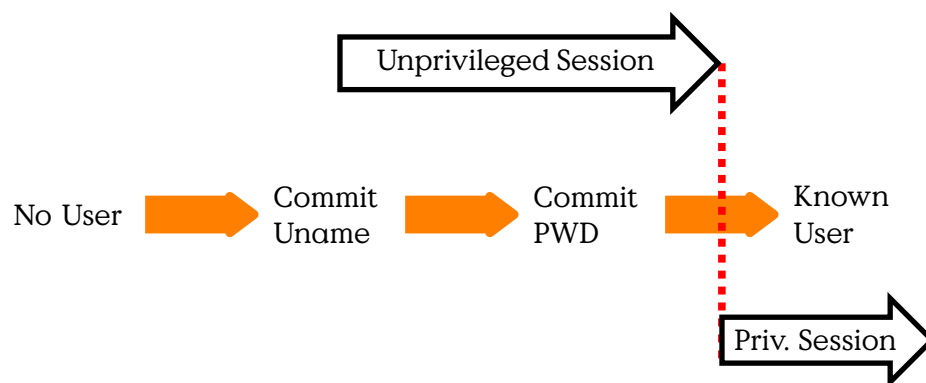 Unprivileged Session
No User
Commit
Uname
Commit
PWD
Known
User
Priv. Session